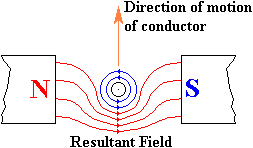 Direction of motion
of conductor
N
S
Resultant Field